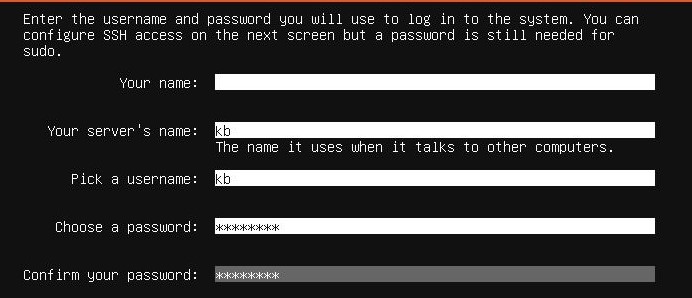 Enter the username and password you will use to log in to the system. You can
configure SSH access on the next screen but a password is still needed for
sudo.
Your name:
Your server's name: kb
The name it uses when it talks to other computers.
Pick a username: kb
Choose a password: ********
Confirm your password: ********